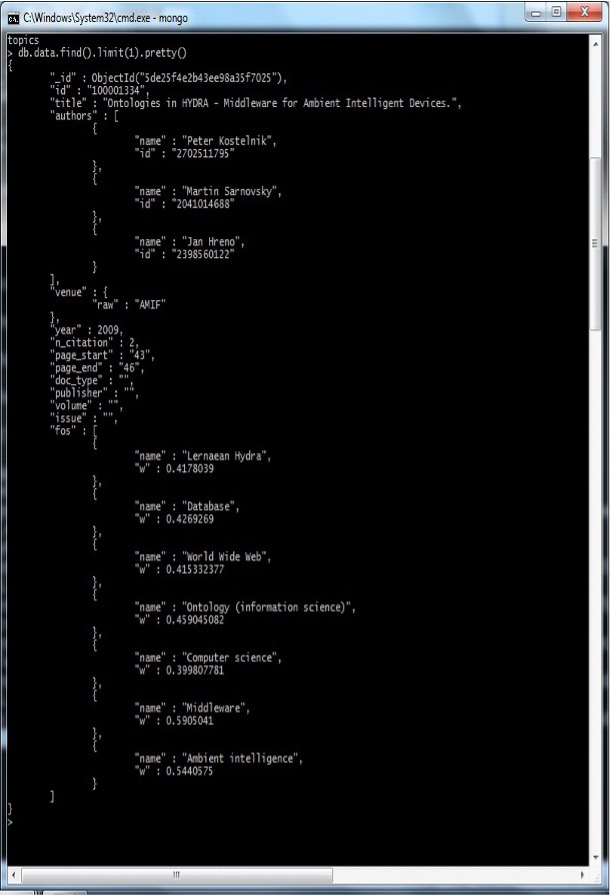 C:\Windows\System32\cmd.exe - mongo
topics
> db.data.find().limit(1).pretty()
{
"_id" : ObjectId("5de25f4e2b43ee98a35f7025"),
"id" : "100001334",
"title" : "Ontologies in HYDRA - Middleware for Ambient Intelligent Devices.",
"authors" : [
{
"name" : "Peter Kostelnik",
"id" : "2702511795"
},
{
"name" : "Martin Sarnovsky",
"id" : "2041014688"
},
{
"name" : "Jan Hreno",
"id" : "2398560122"
}
],
"venue" : {
"raw" : "AMIF"
},
"year" : 2009,
"n_citation" : 2,
"page_start" : "43",
"page_end" : "46",
"doc_type" : "",
"publisher" : "",
"volume" : "",
"issue" : "",
"fos" : [
{
"name" : "Lernaean Hydra",
"w" : 0.4178039
},
{
"name" : "Database",
"w" : 0.4269269
},
{
"name" : "World Wide Web",
"w" : 0.415332377
},
{
"name" : "Ontology (information science)",
"w" : 0.459045082
},
{
"name" : "Computer science",
"w" : 0.399807781
},
{
"name" : "Middleware",
"w" : 0.5905041
},
{
"name" : "Ambient intelligence",
"w" : 0.5440575
}
]
}
>